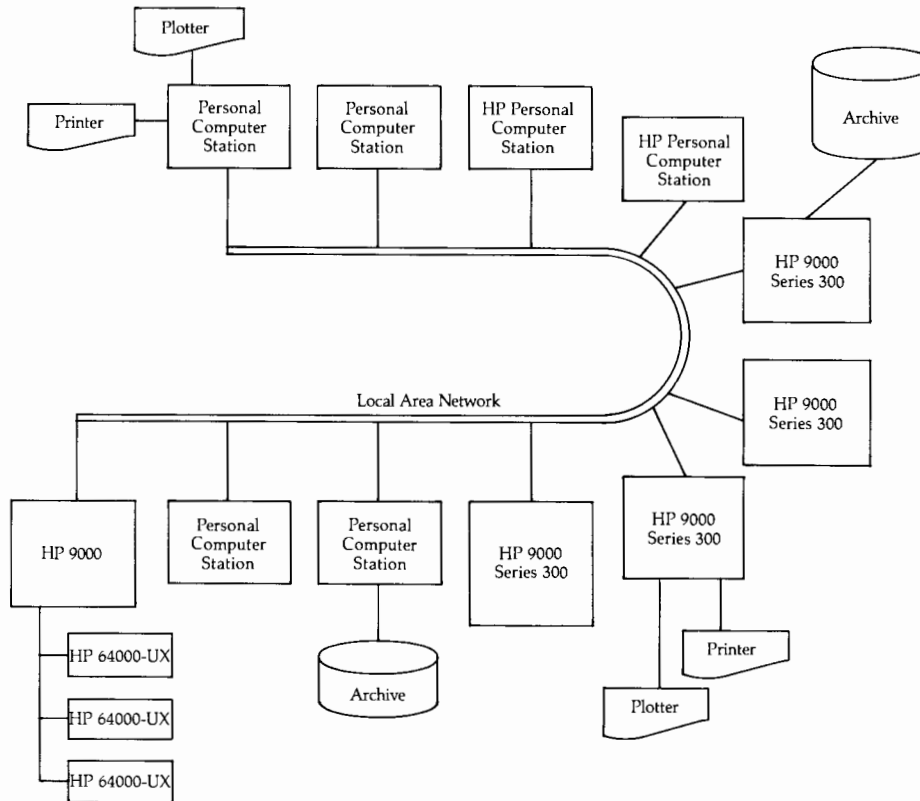 Plotter
Printer
Personal
Computer
Station
Personal
Computer
Station
HP Personal
Computer
Station
HP Personal
Computer
Station
Archive
HP 9000
Series 300
HP 9000
Series 300
Local Area Network
HP 9000
Personal
Computer
Station
Personal
Computer
Station
HP 9000
Series 300
HP 9000
Series 300
HP 64000-UX
HP 64000-UX
HP 64000-UX
Archive
Plotter
Printer